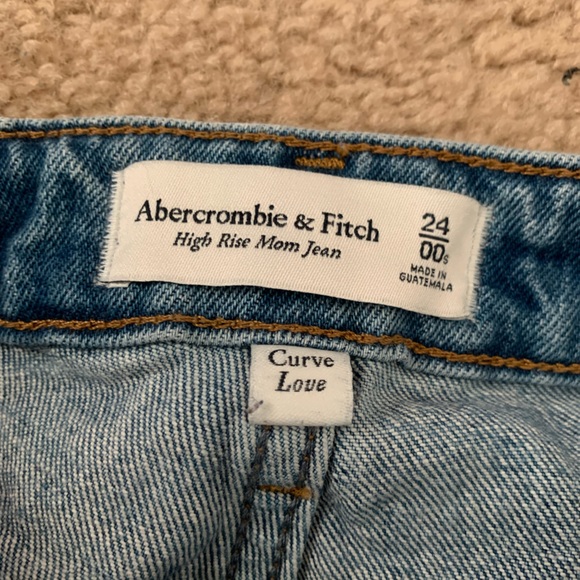 Abercrombie & Fitch
High Rise Mom Jean
24
00s
MADE IN
GUATEMALA
Curve
Love